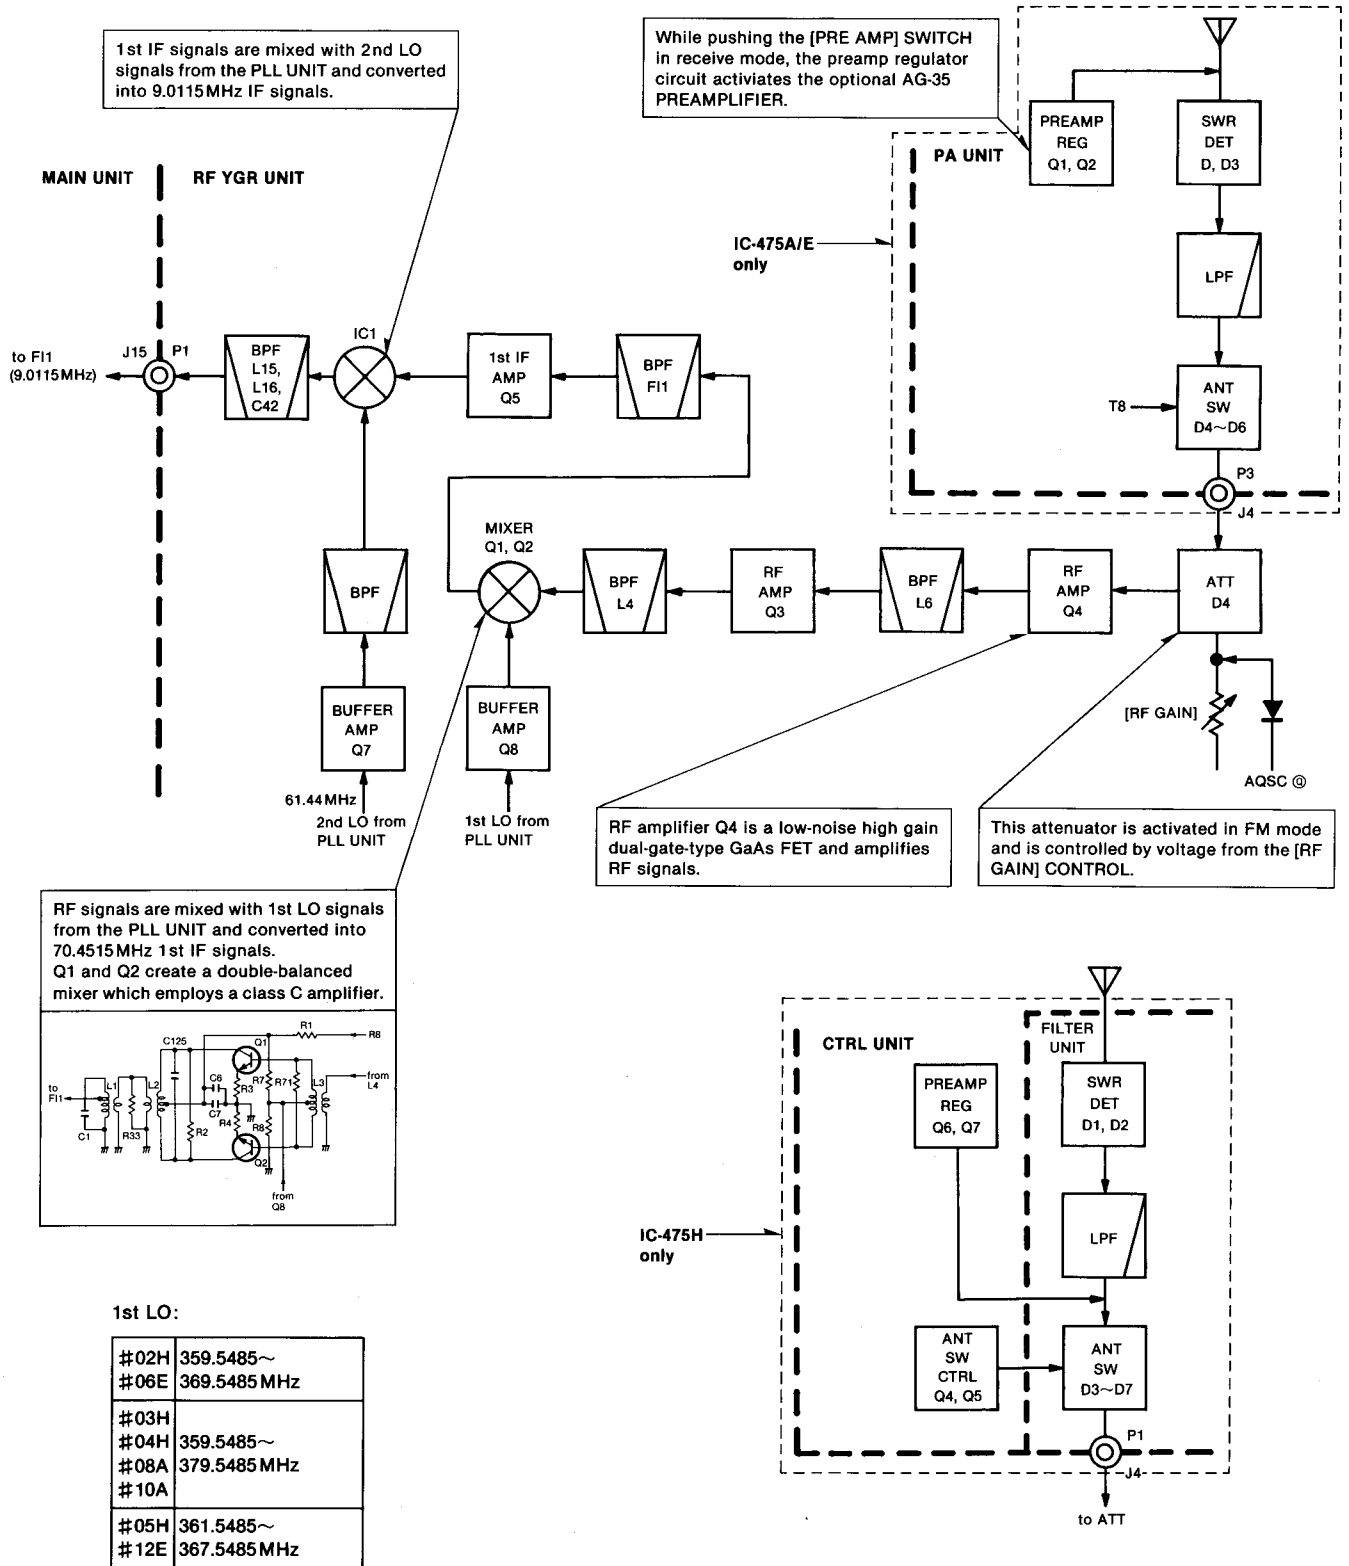 1st IF signals are mixed with 2nd LO
signals from the PLL UNIT and converted
into 9.0115MHz IF signals.
While pushing the [PRE AMP] SWITCH
in receive mode, the preamp regulator
circuit activiates the optional AG-35
PREAMPLIFIER.
PREAMP
REG
Q1, Q2
SWR
DET
D, D3
PA UNIT
MAIN UNIT
RF YGR UNIT
IC-475A/E
only
LPF
to FI1
(9.0115MHz)
J15
P1
BPF
L15,
L16,
C42
IC1
1st IF
AMP
Q5
BPF
FI1
T8
ANT
SW
D4~D6
P3
J4
MIXER
Q1, Q2
BPF
BPF
L4
RF
AMP
Q3
BPF
L6
RF
AMP
Q4
ATT
D4
BUFFER
AMP
Q7
BUFFER
AMP
Q8
[RF GAIN]
AQSC @
61.44MHz
2nd LO from
PLL UNIT
1st LO from
PLL UNIT
RF amplifier Q4 is a low-noise high gain
dual-gate-type GaAs FET and amplifies
RF signals.
This attenuator is activated in FM mode
and is controlled by voltage from the [RF
GAIN] CONTROL.
RF signals are mixed with 1st LO signals
from the PLL UNIT and converted into
70.4515MHz 1st IF signals.
Q1 and Q2 create a double-balanced
mixer which employs a class C amplifier.
R1
R8
C125
Q1
to
FI1
L1
L2
C6
R3
R7
R71
L3
from
L4
C7
C1
R33
R2
R4
R8
Q2
from
Q8
CTRL UNIT
FILTER
UNIT
PREAMP
REG
Q6, Q7
SWR
DET
D1, D2
IC-475H
only
LPF
ANT
SW
CTRL
Q4, Q5
ANT
SW
D3~D7
P1
J4
to ATT
1st LO:
#02H 359.5485~
#06E 369.5485MHz
#03H
#04H 359.5485~
#08A 379.5485MHz
#10A
#05H 361.5485~
#12E 367.5485MHz